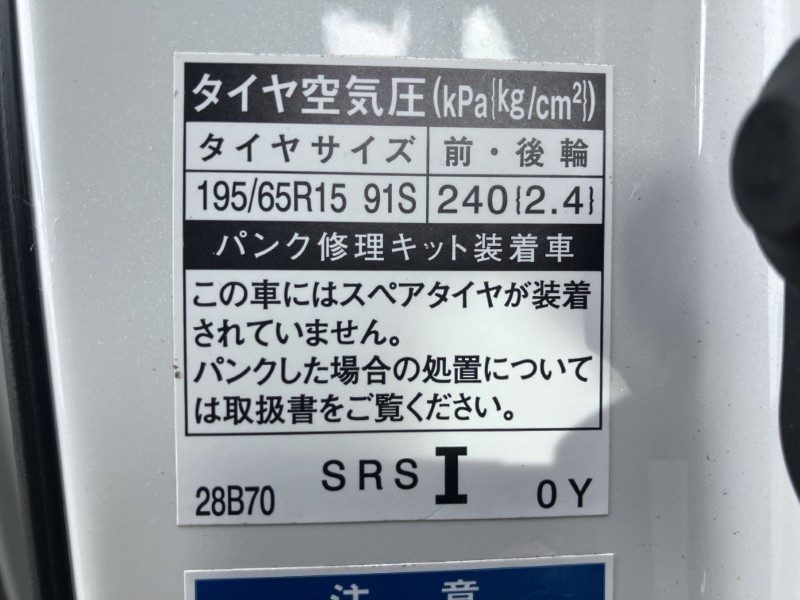 タイヤ空気圧(kPa{kg/cm²})
タイヤサイズ 前・後輪
195/65R15 91S 240{2.4}
パンク修理キット装着車
この車にはスペアタイヤが装着
されていません。
パンクした場合の処置について
は取扱書をご覧ください。
28B70 SRS I 0Y
注意